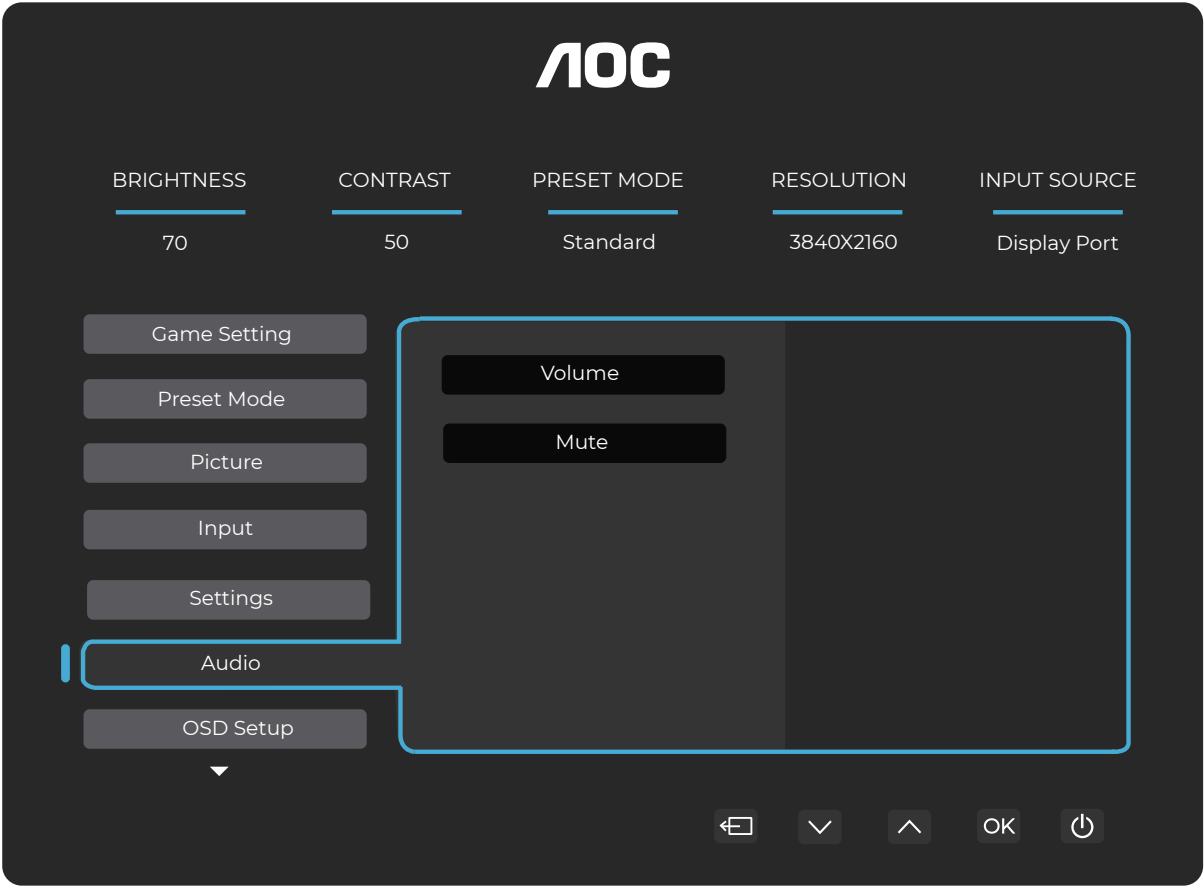 AOC
BRIGHTNESS CONTRAST PRESET MODE RESOLUTION INPUT SOURCE
70 50 Standard 3840X2160 Display Port
Game Setting
Preset Mode
Picture
Input
Settings
Audio
OSD Setup
Volume
Mute
OK